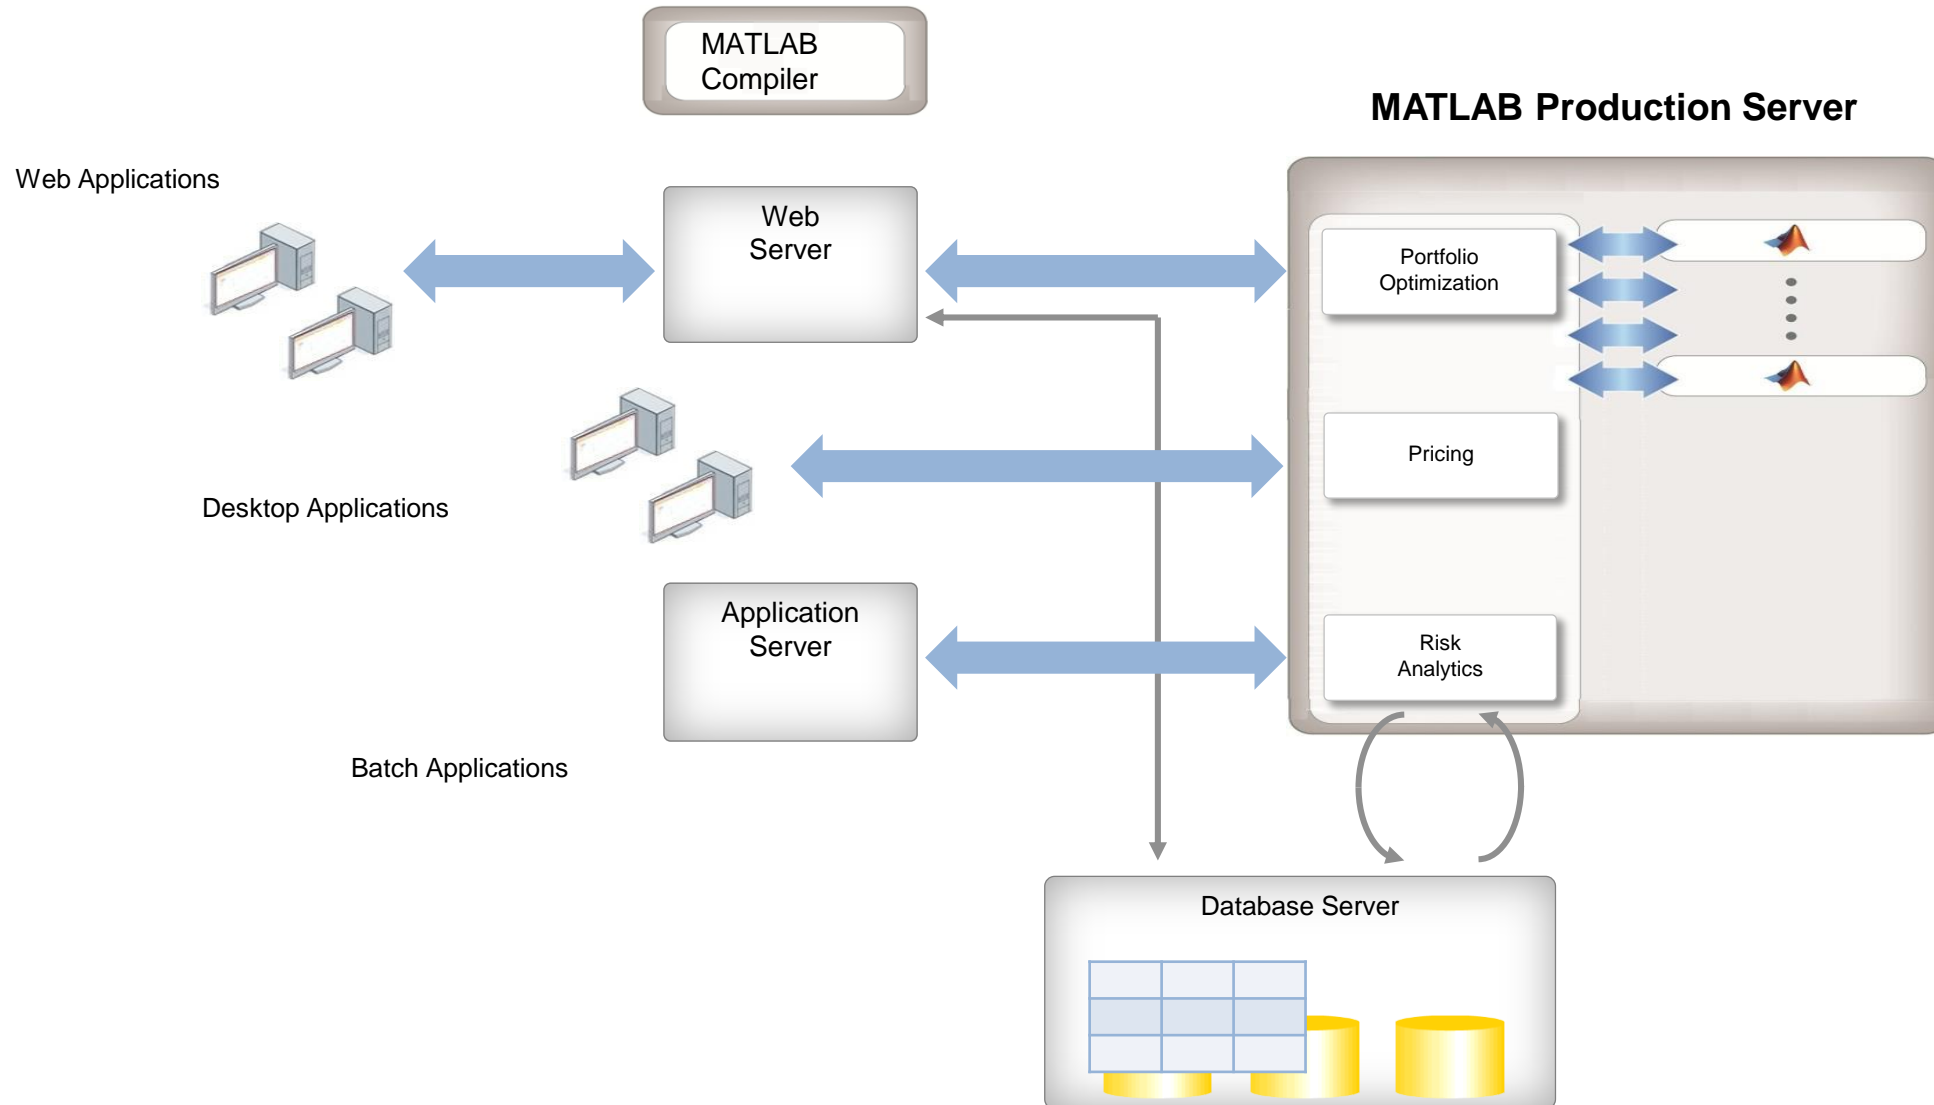 MATLAB
Compiler
MATLAB Production Server
Web Applications
Web
Server
Portfolio
Optimization
Pricing
Desktop Applications
Application
Server
Risk
Analytics
Batch Applications
Database Server